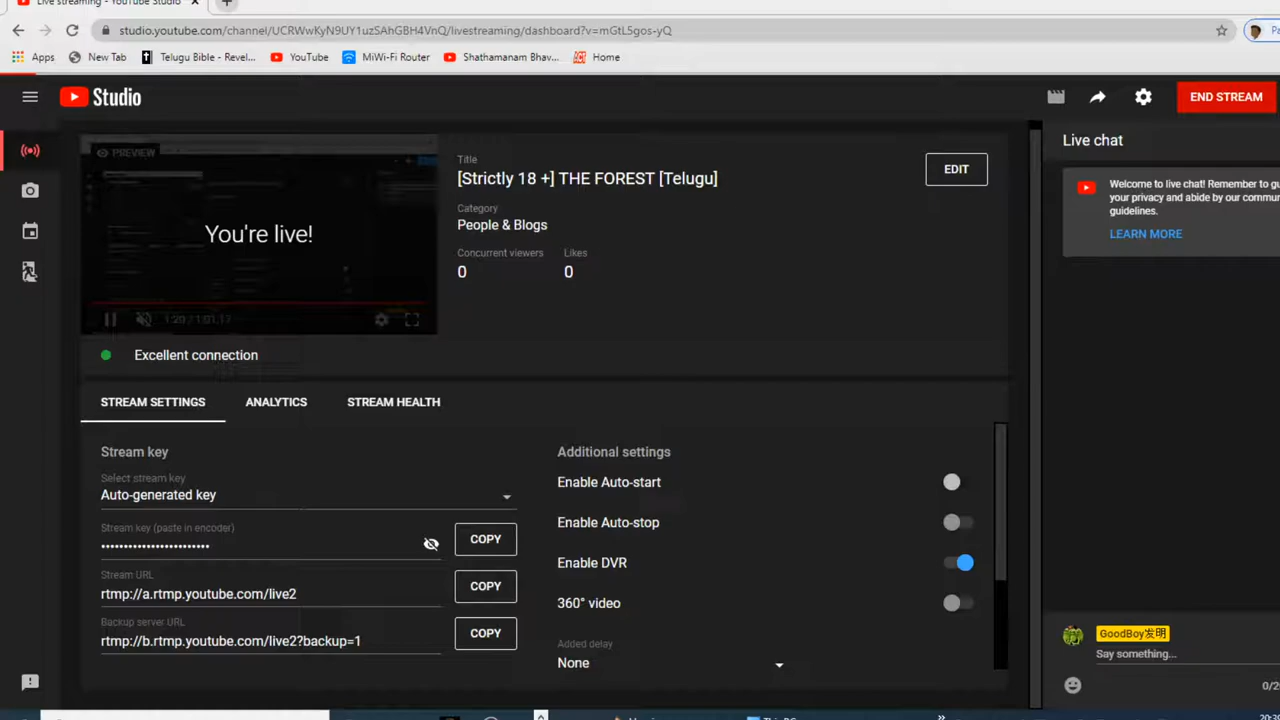 Live streaming - YouTube Studio
studio.youtube.com/channel/UCRWwKyN9UY1uzSAhGBH4VnQ/livestreaming/dashboard?v=mGtL5gos-yQ
Apps New Tab Telugu Bible - Revel... YouTube MiWi-Fi Router Shathamanam Bhav... Home
Studio
END STREAM
PREVIEW
You're live!
1:20 / 1:01:17
Title
[Strictly 18 +] THE FOREST [Telugu]
EDIT
Category
People & Blogs
Concurrent viewers Likes
0 0
Excellent connection
STREAM SETTINGS ANALYTICS STREAM HEALTH
Stream key
Select stream key
Auto-generated key
Stream key (paste in encoder)
COPY
Stream URL
rtmp://a.rtmp.youtube.com/live2
COPY
Backup server URL
rtmp://b.rtmp.youtube.com/live2?backup=1
COPY
Additional settings
Enable Auto-start
Enable Auto-stop
Enable DVR
360° video
Added delay
None
Live chat
Welcome to live chat! Remember to gu
your privacy and abide by our commun
guidelines.
LEARN MORE
GoodBoy发明
Say something...
0/2